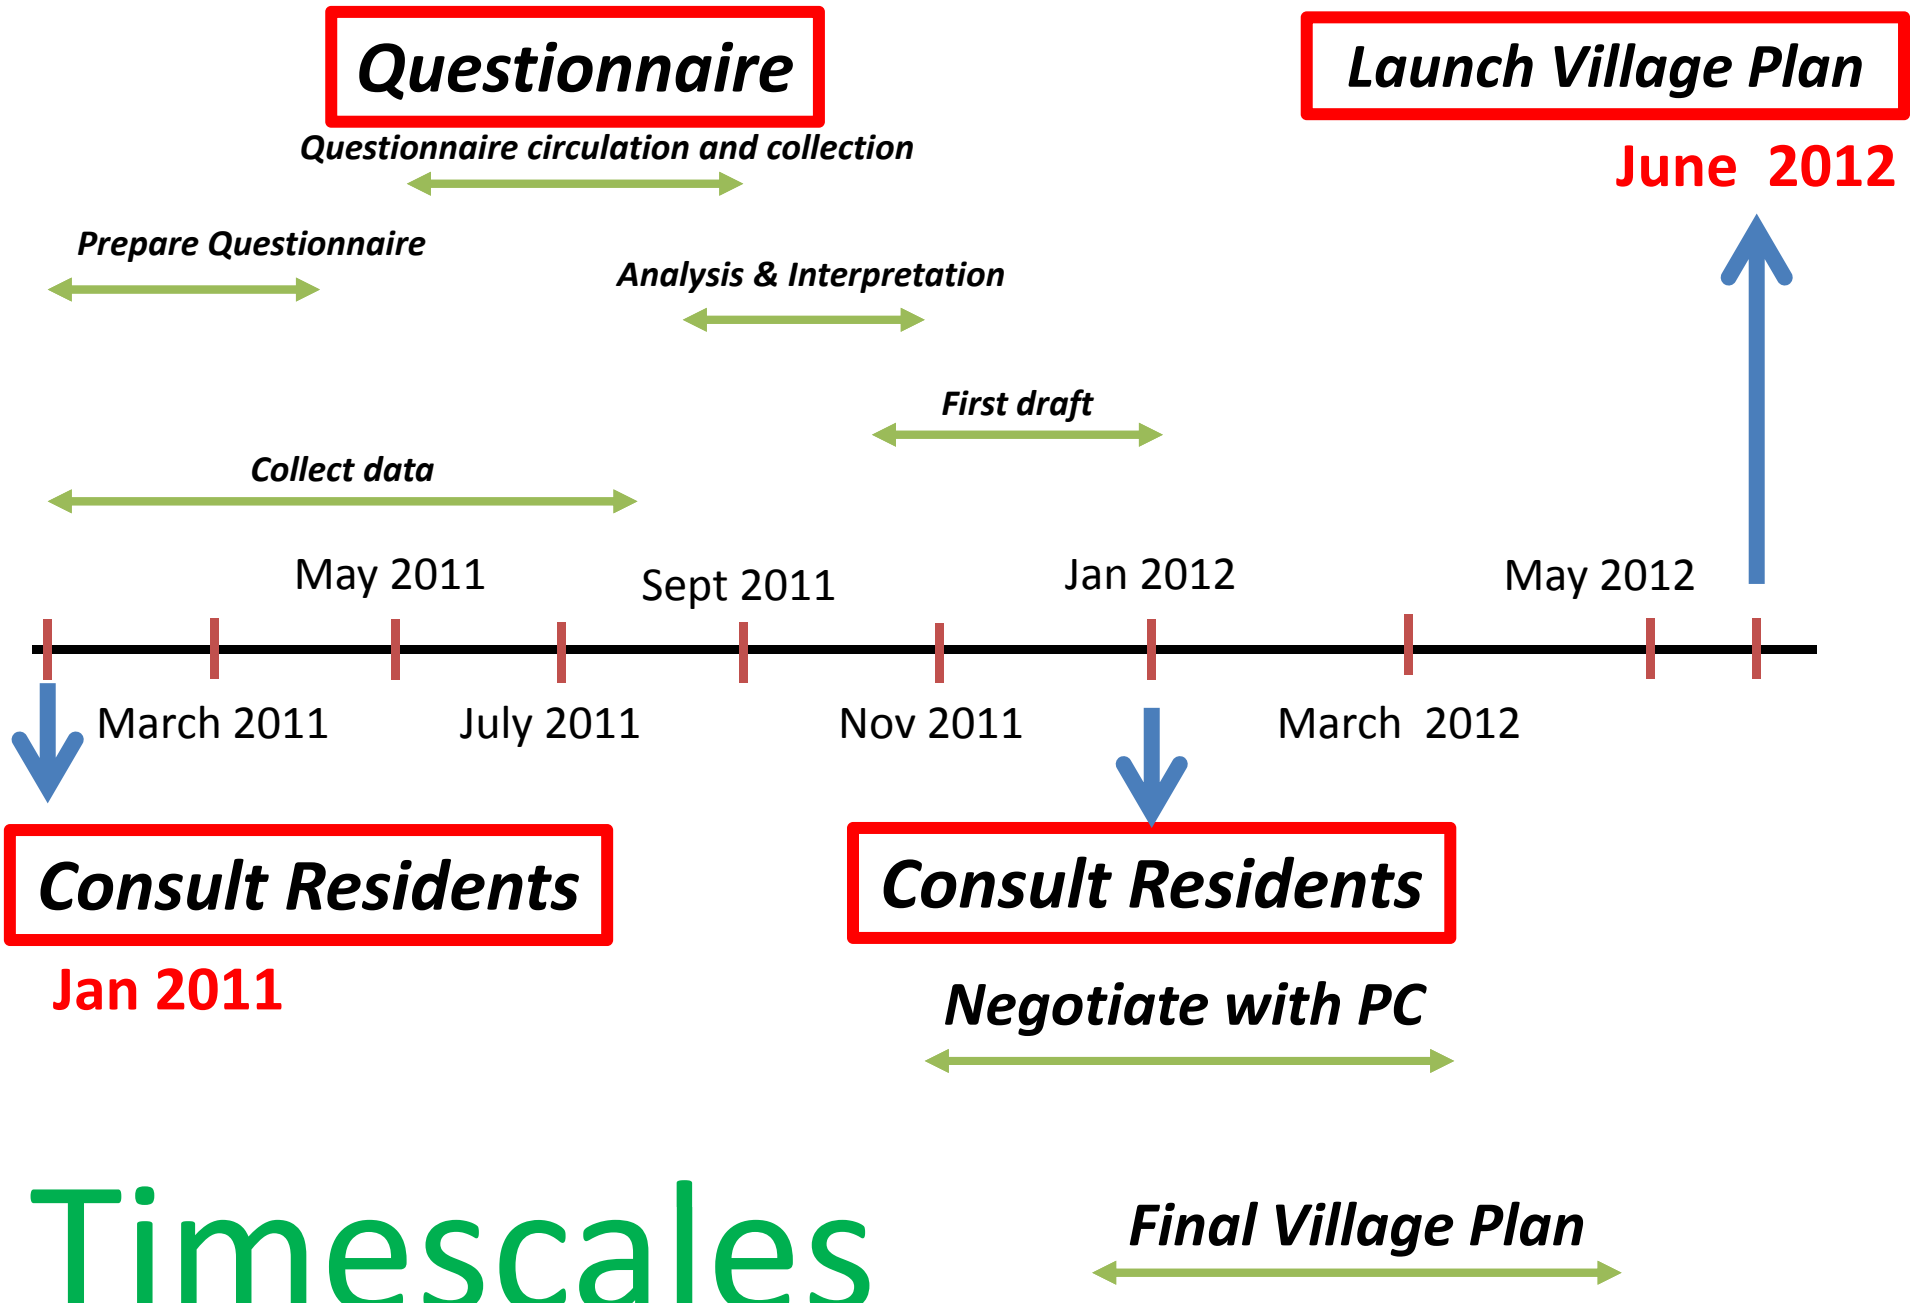 Questionnaire
Launch Village Plan
Questionnaire circulation and collection
June 2012
Prepare Questionnaire
Analysis & Interpretation
First draft
Collect data
May 2011
Sept 2011
Jan 2012
May 2012
March 2011
July 2011
Nov 2011
March 2012
Consult Residents
Consult Residents
Jan 2011
Negotiate with PC
Timescales
Final Village Plan